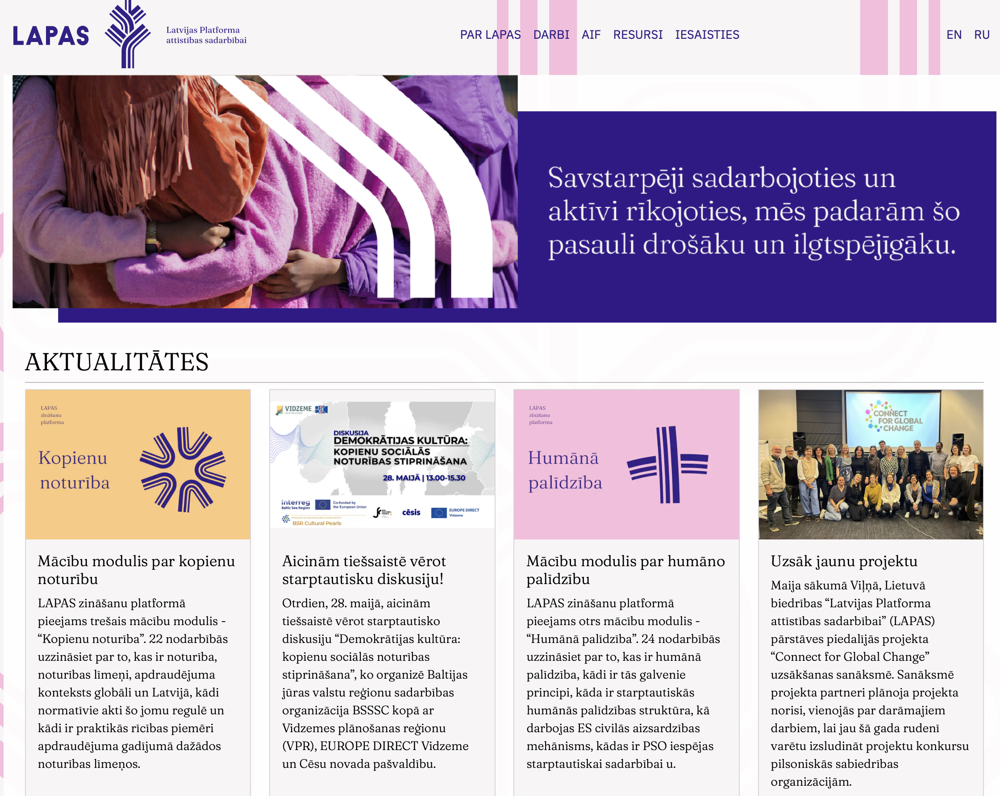 LAPAS
Latvijas Platforma
attīstības sadarbībai
PAR LAPAS DARBI AIF RESURSI IESAISTIES
EN RU
Savstarpēji sadarbojoties un
aktīvi rīkojoties, mēs padarām šo
pasauli drošāku un ilgtspējīgāku.
AKTUALITĀTES
LAPAS
zināšanu
platforma
Kopienu
noturība
Mācību modulis par kopienu
noturību
LAPAS zināšanu platformā
pieejams trešais mācību modulis -
“Kopienu noturība”. 22 nodarbībās
uzzināsiet par to, kas ir noturība,
noturības līmeņi, apdraudējuma
konteksts globāli un Latvijā, kādi
normatīvie akti šo jomu regulē un
kādi ir praktikās rīcības piemēri
apdraudējuma gadījumā dažādos
noturības līmeņos.
VIDZEME
DISKUSIJA
DEMOKRĀTIJAS KULTŪRA:
KOPIENU SOCIĀLĀS
NOTURĪBAS STIPRINĀŠANA
28. MAIJĀ | 13.00-15.30
Interreg
Baltic Sea Region
Co-funded by
the European Union
RESILIENT ECONOMIES AND COMMUNITIES
BSR Cultural Pearls
cēsis
EUROPE DIRECT
Vidzeme
Aicinām tiešsaistē vērot
starptautisku diskusiju!
Otrdien, 28. maijā, aicinām
tiešsaistē vērot starptautisko
diskusiju “Demokrātijas kultūra:
kopienu sociālās noturības
stiprināšana”, ko organizē Baltijas
jūras valstu reģionu sadarbības
organizācija BSSSC kopā ar
Vidzemes plānošanas reģionu
(VPR), EUROPE DIRECT Vidzeme
un Cēsu novada pašvaldību.
LAPAS
zināšanu
platforma
Humānā
palīdzība
Mācību modulis par humāno
palīdzību
LAPAS zināšanu platformā
pieejams otrs mācību modulis -
“Humānā palīdzība”. 24 nodarbībās
uzzināsiet par to, kas ir humānā
palīdzība, kādi ir tās galvenie
principi, kāda ir starptautiskās
humānās palīdzības struktūra, kā
darbojas ES civilās aizsardzības
mehānisms, kādas ir PSO iespējas
starptautiskai sadarbībai u.
CONNECT
FOR GLOBAL
CHANGE
Uzsāk jaunu projektu
Maija sākumā Viļņā, Lietuvā
biedrības “Latvijas Platforma
attīstības sadarbībai” (LAPAS)
pārstāves piedalījās projekta
“Connect for Global Change”
uzsākšanas sanāksmē. Sanāksmē
projekta partneri plānoja projekta
norisi, vienojās par darāmajiem
darbiem, lai jau šā gada rudenī
varētu izsludināt projektu konkursu
pilsoniskās sabiedrības
organizācijām.